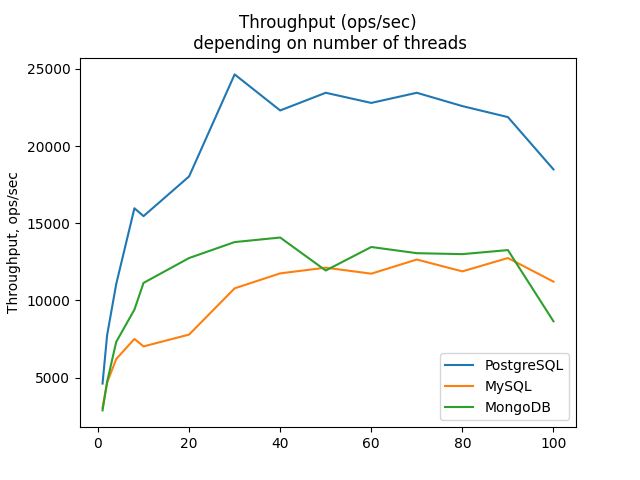 Throughput (ops/sec)
depending on number of threads
Throughput, ops/sec
25000
20000
15000
10000
5000
0
20
40
60
80
100
PostgreSQL
MySQL
MongoDB